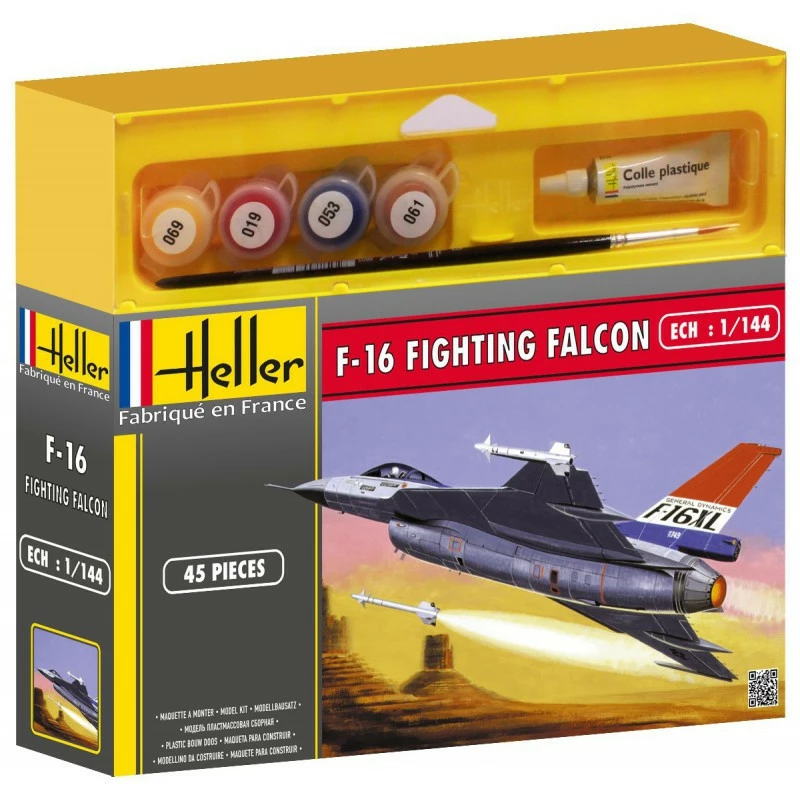 069
019
053
061
Heller
Colle plastique
Heller
Fabriqué en France
F-16
FIGHTING FALCON
ECH : 1/144
Heller
Fabriqué en France
F-16 FIGHTING FALCON
ECH : 1/144
45 PIECES
GENERAL DYNAMICS
F-16XL
• MAQUETTE A MONTER • MODEL KIT • MODELLBAUSATZ •
• МОДЕЛЬ ПЛАСТМАССОВАЯ СБОРНАЯ •
• PLASTIC BOUW DOOS • MAQUETA PARA CONSTRUIR •
• MODELLINO DA COSTRUIRE • MAQUETE PARA CONSTRUIR •